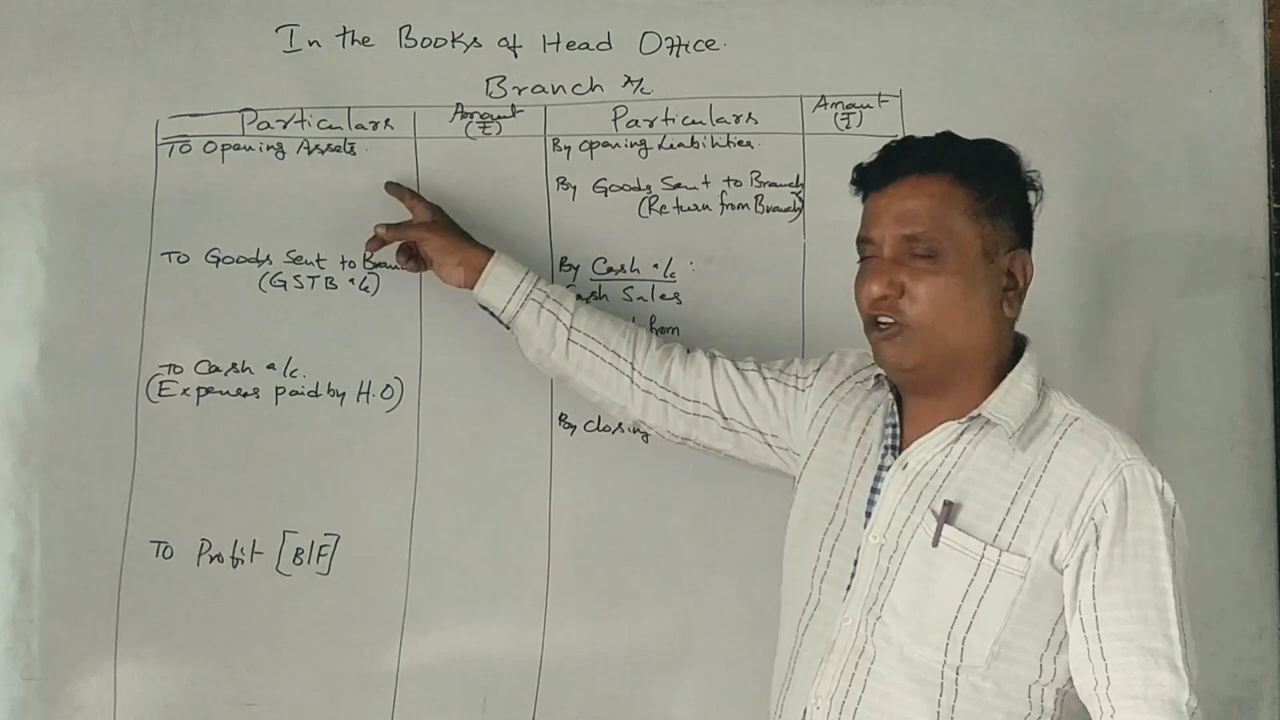 In the Books of Head Office.
Branch A/c.
Particulars
Amount
(₹)
Particulars
Amount
(₹)
To Opening Assets.
To Goods Sent to
(GSTB a/c)
To Cash a/c.
(Expenses paid by H.O)
To Profit [B/F]
By Opening Liabilities.
By Goods Sent to Branch
(Return from Branch)
By Cash a/c :
Cash Sales
from
By closing